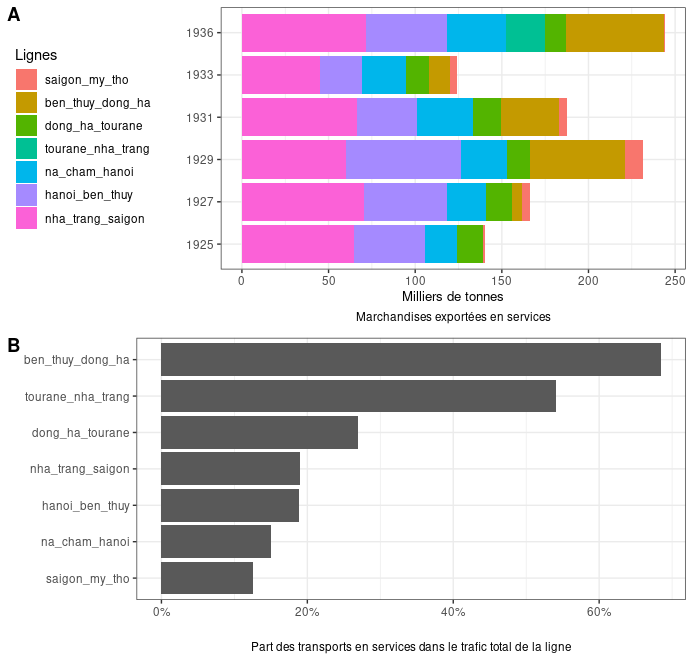 A
Lignes
saigon_my_tho
ben_thuy_dong_ha
dong_ha_tourane
tourane_nha_trang
na_cham_hanoi
hanoi_ben_thuy
nha_trang_saigon
1936
1933
1931
1929
1927
1925
0 50 100 150 200 250
Milliers de tonnes
Marchandises exportées en services
B
ben_thuy_dong_ha
tourane_nha_trang
dong_ha_tourane
nha_trang_saigon
hanoi_ben_thuy
na_cham_hanoi
saigon_my_tho
0% 20% 40% 60%
Part des transports en services dans le trafic total de la ligne